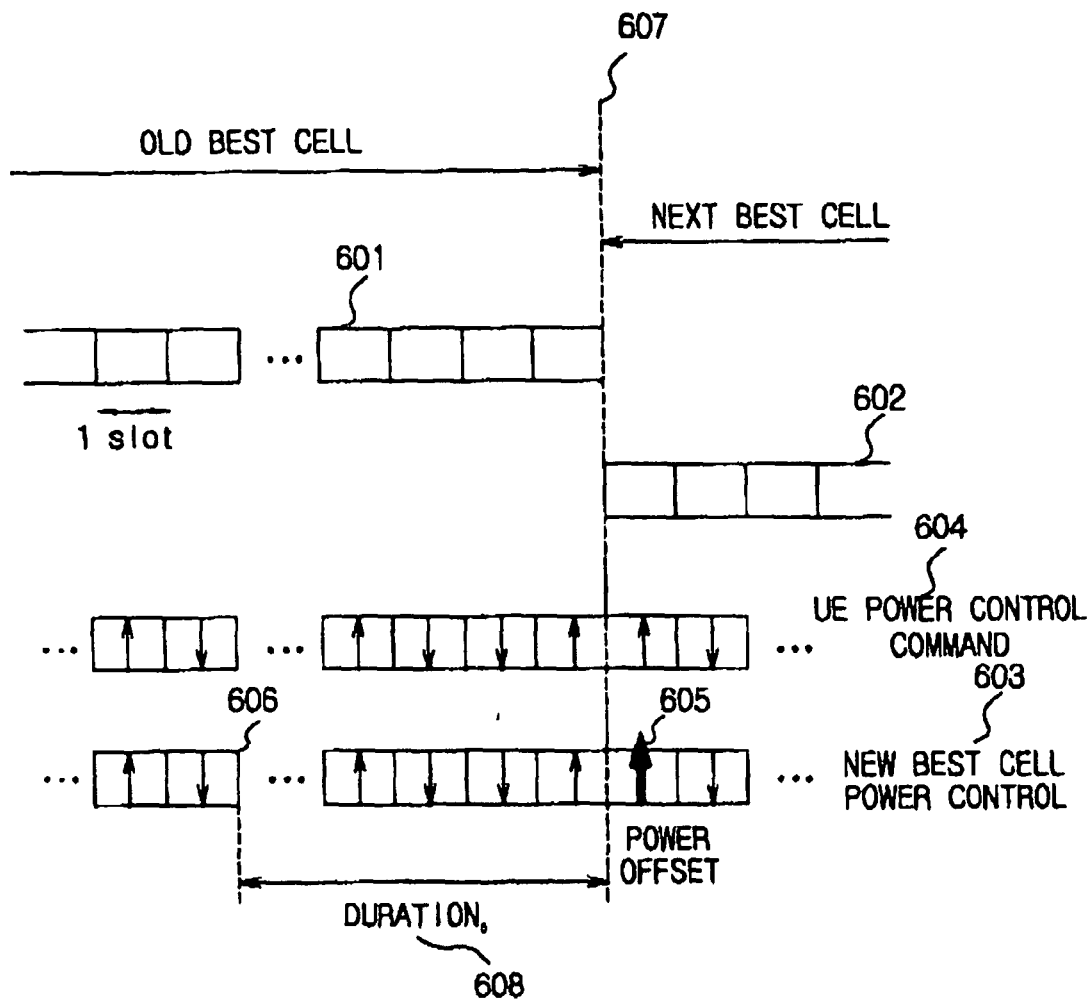 607
OLD BEST CELL
NEXT BEST CELL
601
...
1 slot
602
604
... ... ...
UE POWER CONTROL
COMMAND
606
605
603
... ... ...
NEW BEST CELL
POWER CONTROL
POWER
OFFSET
DURATION,
608